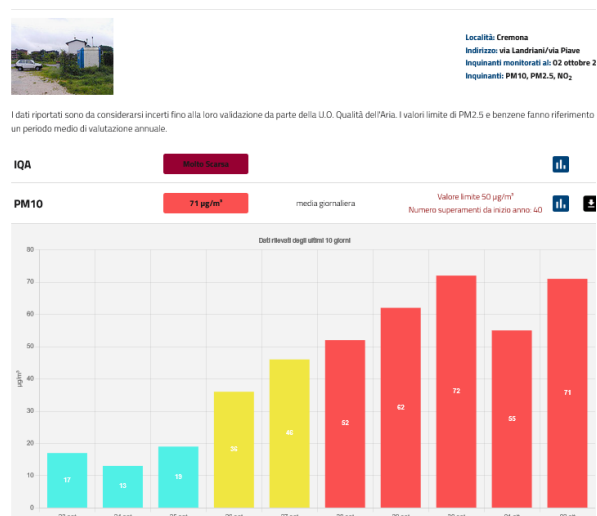 Località: Cremona
Indirizzo: via Landriani/via Piave
Inquinanti monitorati al: 02 ottobre 2
Inquinanti: PM10, PM2.5, NO₂
I dati riportati sono da considerarsi incerti fino alla loro validazione da parte della U.O. Qualità dell'Aria. I valori limite di PM2.5 e benzene fanno riferimento
un periodo medio di valutazione annuale.
IQA Molto Scarsa
PM10 71 µg/m³ media giornaliera Valore limite 50 µg/m³
Numero superamenti da inizio anno: 40
Dati rilevati degli ultimi 10 giorni
µg/m³
80
70
60
50
40
30
20
10
0
17 13 19 36 46 52 62 72 55 71